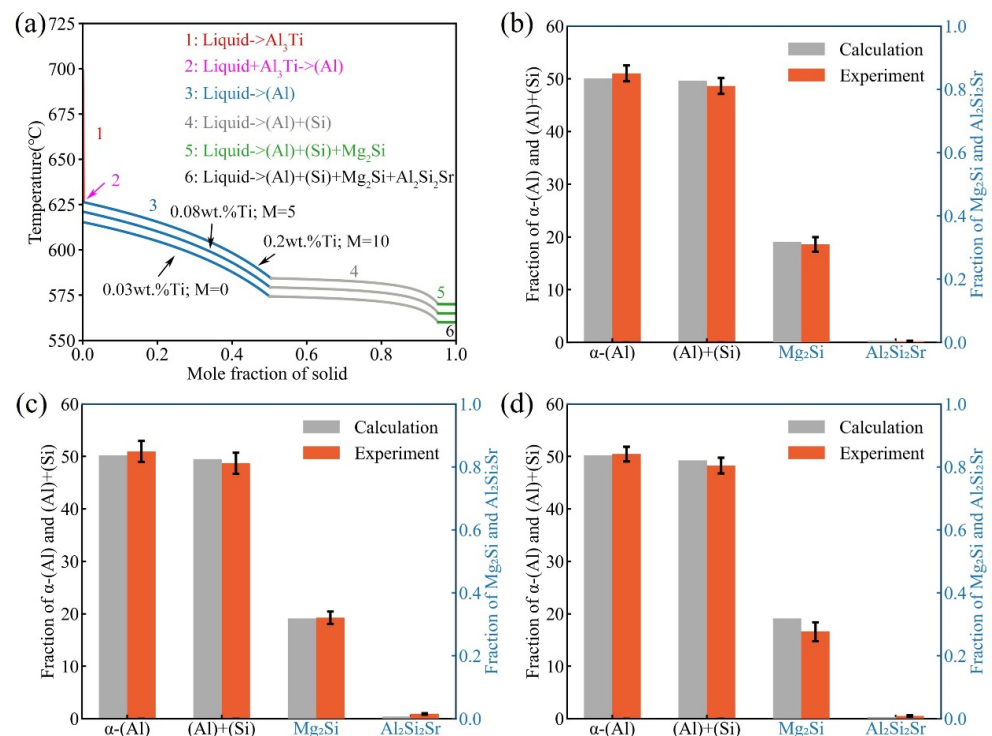 (a)
725
700
675
650
625
600
575
550
Temperature(℃)
0.0
0.2
0.4
0.6
0.8
1.0
Mole fraction of solid
1: Liquid->Al₃Ti
2: Liquid+Al₃Ti->(Al)
3: Liquid->(Al)
4: Liquid->(Al)+(Si)
5: Liquid->(Al)+(Si)+Mg₂Si
6: Liquid->(Al)+(Si)+Mg₂Si+Al₂Si₂Sr
1
2
3
4
5
6
0.08wt.%Ti; M=5
0.2wt.%Ti; M=10
0.03wt.%Ti; M=0
(b)
60
50
40
30
20
10
0
Fraction of α-(Al) and (Al)+(Si)
Calculation
Experiment
α-(Al)
(Al)+(Si)
Mg₂Si
Al₂Si₂Sr
1.0
0.8
0.6
0.4
0.2
0.0
Fraction of Mg₂Si and Al₂Si₂Sr
(c)
60
50
40
30
20
10
0
Fraction of α-(Al) and (Al)+(Si)
Calculation
Experiment
α-(Al)
(Al)+(Si)
Mg₂Si
Al₂Si₂Sr
1.0
0.8
0.6
0.4
0.2
0.0
Fraction of Mg₂Si and Al₂Si₂Sr
(d)
60
50
40
30
20
10
0
Fraction of α-(Al) and (Al)+(Si)
Calculation
Experiment
α-(Al)
(Al)+(Si)
Mg₂Si
Al₂Si₂Sr
1.0
0.8
0.6
0.4
0.2
0.0
Fraction of Mg₂Si and Al₂Si₂Sr